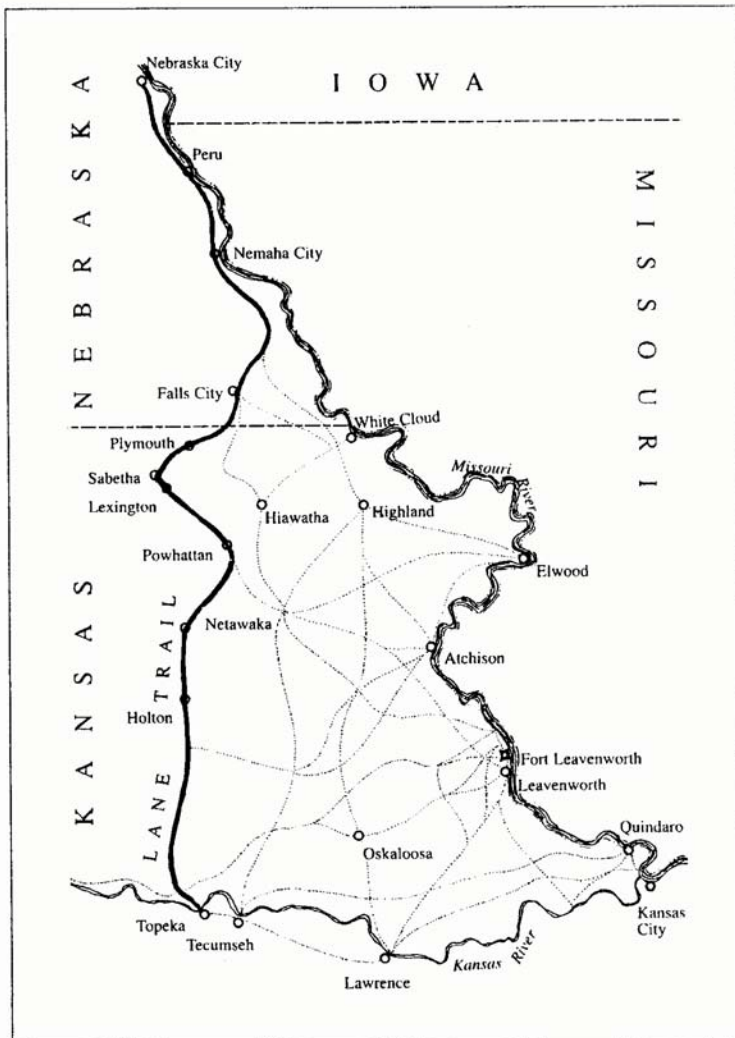 Nebraska City
IOWA
NEBRASKA
MISSOURI
Peru
Nemaha City
Falls City
White Cloud
Plymouth
Sabetha
Lexington
Missouri River
Hiawatha
Highland
Powhattan
Elwood
KANSAS
LANE TRAIL
Netawaka
Atchison
Holton
Fort Leavenworth
Leavenworth
Quindaro
Oskaloosa
Kansas
City
Topeka
Tecumseh
Kansas River
Lawrence